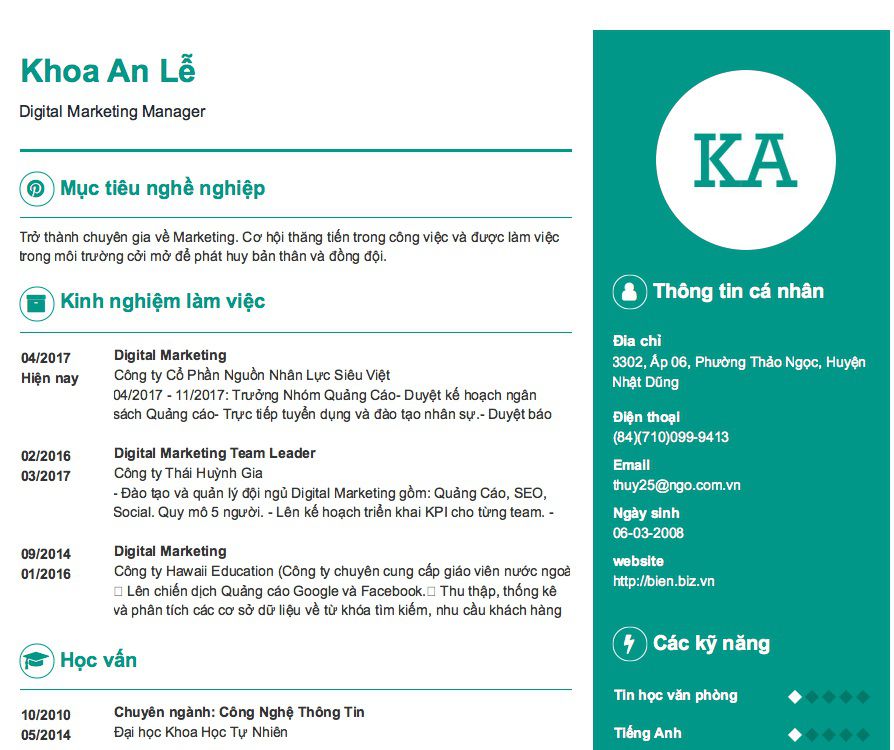 Khoa An Lễ
Digital Marketing Manager
Mục tiêu nghề nghiệp
Trở thành chuyên gia về Marketing. Cơ hội thăng tiến trong công việc và được làm việc
trong môi trường cởi mở để phát huy bản thân và đồng đội.
Kinh nghiệm làm việc
04/2017
Hiện nay
Digital Marketing
Công ty Cổ Phần Nguồn Nhân Lực Siêu Việt
04/2017 - 11/2017: Trưởng Nhóm Quảng Cáo- Duyệt kế hoạch ngân
sách Quảng cáo- Trực tiếp tuyển dụng và đào tạo nhân sự.- Duyệt báo
02/2016
03/2017
Digital Marketing Team Leader
Công ty Thái Huỳnh Gia
- Đào tạo và quản lý đội ngủ Digital Marketing gồm: Quảng Cáo, SEO,
Social. Quy mô 5 người. - Lên kế hoạch triển khai KPI cho từng team. -
09/2014
01/2016
Digital Marketing
Công ty Hawaii Education (Công ty chuyên cung cấp giáo viên nước ngoà
Lên chiến dịch Quảng cáo Google và Facebook. Thu thập, thống kê
và phân tích các cơ sở dữ liệu về từ khóa tìm kiếm, nhu cầu khách hàng
Học vấn
10/2010
05/2014
Chuyên ngành: Công Nghệ Thông Tin
Đại học Khoa Học Tự Nhiên
KA
Thông tin cá nhân
Đia chỉ
3302, Ấp 06, Phường Thảo Ngọc, Huyện
Nhật Dũng
Điện thoại
(84)(710)099-9413
Email
thuy25@ngo.com.vn
Ngày sinh
06-03-2008
website
http://bien.biz.vn
Các kỹ năng
Tin học văn phòng
Tiếng Anh